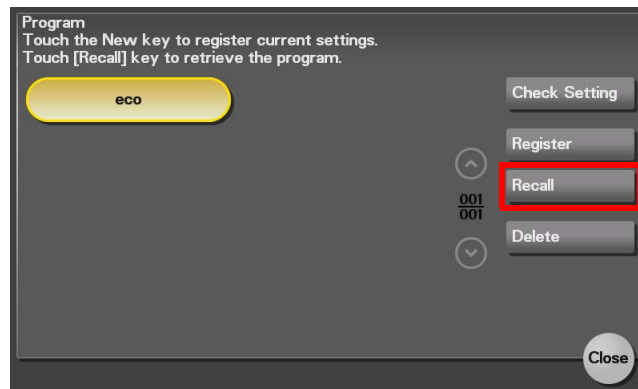 Program
Touch the New key to register current settings.
Touch [Recall] key to retrieve the program.
eco
Check Setting
Register
Recall
001
001
Delete
Close